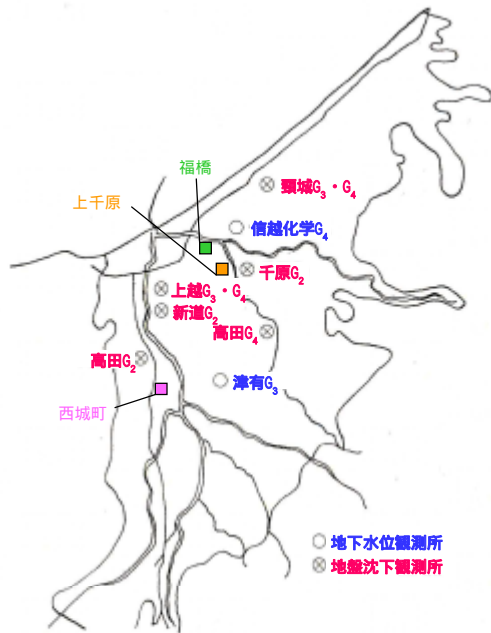 福橋
頸城G3・G4
上千原
信越化学G4
千原G2
上越G3・G4
新道G2
高田G4
高田G2
津有G3
西城町
地下水位観測所
地盤沈下観測所